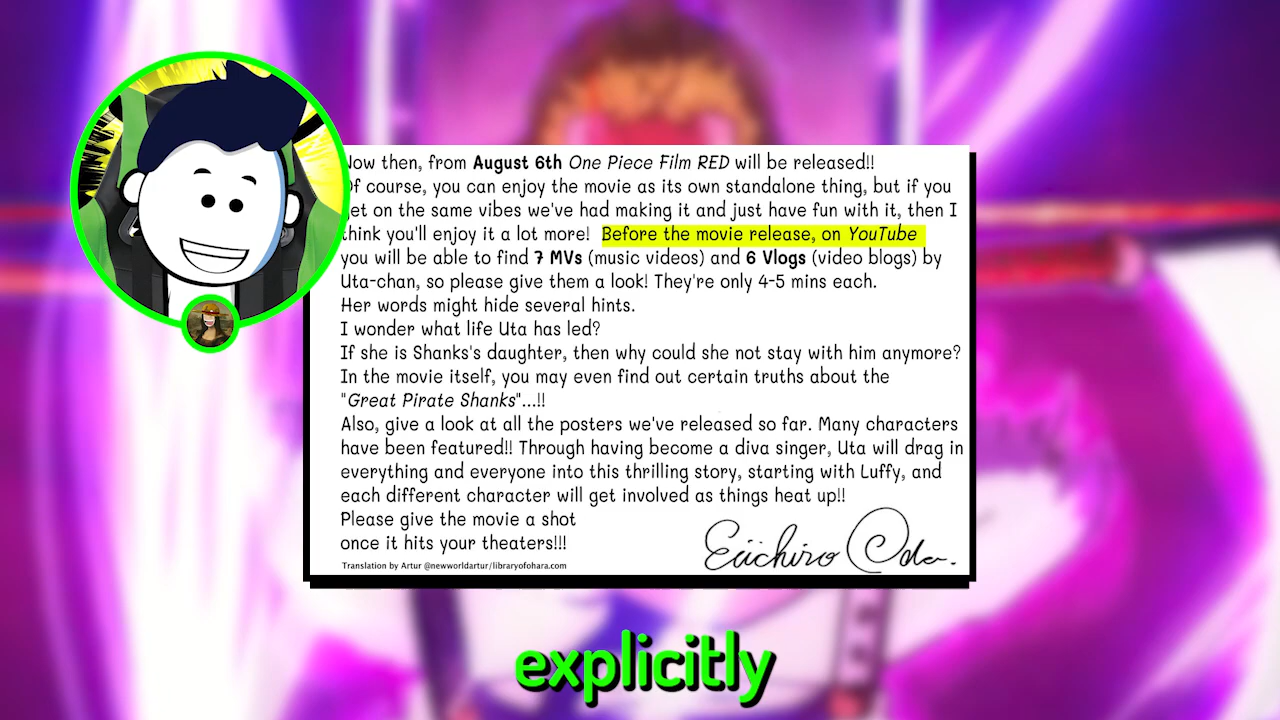 Now then, from August 6th One Piece Film RED will be released!!
Of course, you can enjoy the movie as its own standalone thing, but if you
get on the same vibes we've had making it and just have fun with it, then I
think you'll enjoy it a lot more! Before the movie release, on YouTube
you will be able to find 7 MVs (music videos) and 6 Vlogs (video blogs) by
Uta-chan, so please give them a look! They're only 4-5 mins each.
Her words might hide several hints.
I wonder what life Uta has led?
If she is Shanks's daughter, then why could she not stay with him anymore?
In the movie itself, you may even find out certain truths about the
"Great Pirate Shanks"...!!
Also, give a look at all the posters we've released so far. Many characters
have been featured!! Through having become a diva singer, Uta will drag in
everything and everyone into this thrilling story, starting with Luffy, and
each different character will get involved as things heat up!!
Please give the movie a shot
once it hits your theaters!!!
Eiichiro Oda.
Translation by Artur @newworldartur/libraryofohara.com
explicitly